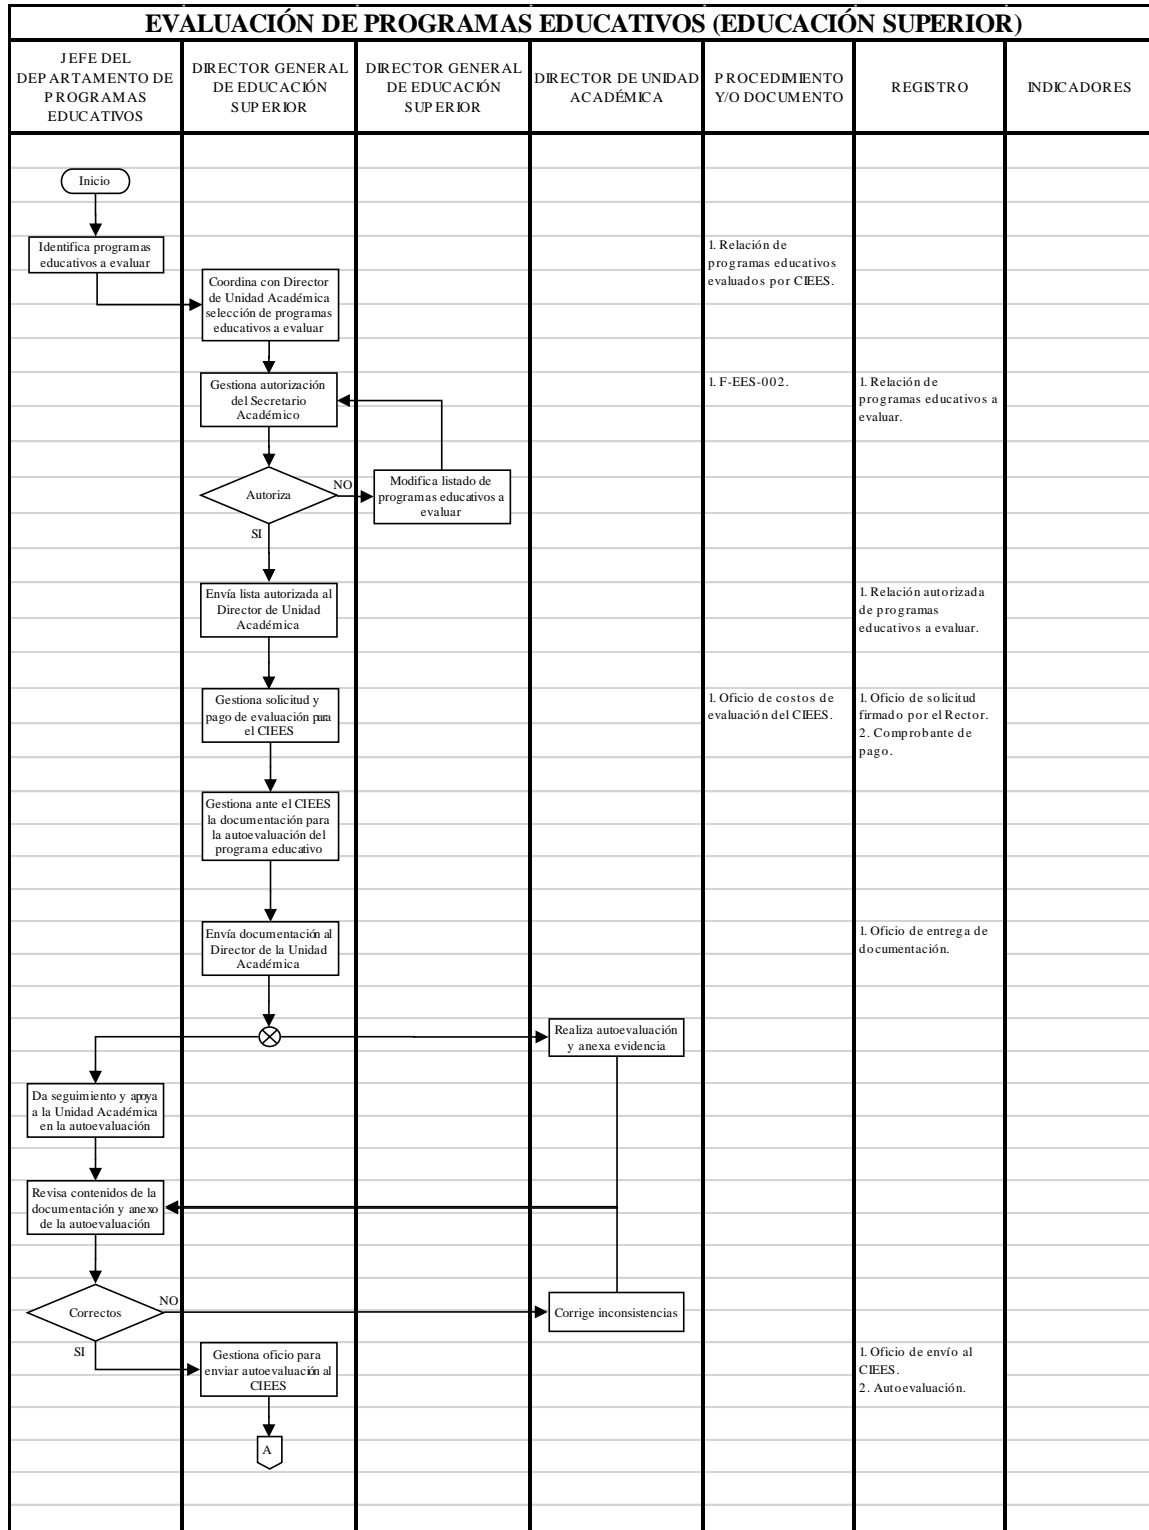 EVALUACIÓN DE PROGRAMAS EDUCATIVOS (EDUCACIÓN SUPERIOR)
JEFE DEL
DEPARTAMENTO DE
PROGRAMAS
EDUCATIVOS
DIRECTOR GENERAL
DE EDUCACIÓN
SUPERIOR
DIRECTOR GENERAL
DE EDUCACIÓN
SUPERIOR
DIRECTOR DE UNIDAD
ACADÉMICA
PROCEDIMIENTO
Y/O DOCUMENTO
REGISTRO
INDICADORES
Inicio
Identifica programas
educativos a evaluar
1. Relación de
programas educativos
evaluados por CIEES.
Coordina con Director
de Unidad Académica
selección de programas
educativos a evaluar
Gestiona autorización
del Secretario
Académico
1. F-EES-002.
1. Relación de
programas educativos a
evaluar.
Autoriza
NO
Modifica listado de
programas educativos a
evaluar
SI
Envía lista autorizada al
Director de Unidad
Académica
1. Relación autorizada
de programas
educativos a evaluar.
Gestiona solicitud y
pago de evaluación para
el CIEES
1. Oficio de costos de
evaluación del CIEES.
1. Oficio de solicitud
firmado por el Rector.
2. Comprobante de
pago.
Gestiona ante el CIEES
la documentación para
la autoevaluación del
programa educativo
Envía documentación al
Director de la Unidad
Académica
1. Oficio de entrega de
documentación.
Realiza autoevaluación
y anexa evidencia
Da seguimiento y apoya
a la Unidad Académica
en la autoevaluación
Revisa contenidos de la
documentación y anexo
de la autoevaluación
Correctos
NO
Corrige inconsistencias
SI
Gestiona oficio para
enviar autoevaluación al
CIEES
1. Oficio de envío al
CIEES.
2. Autoevaluación.
A